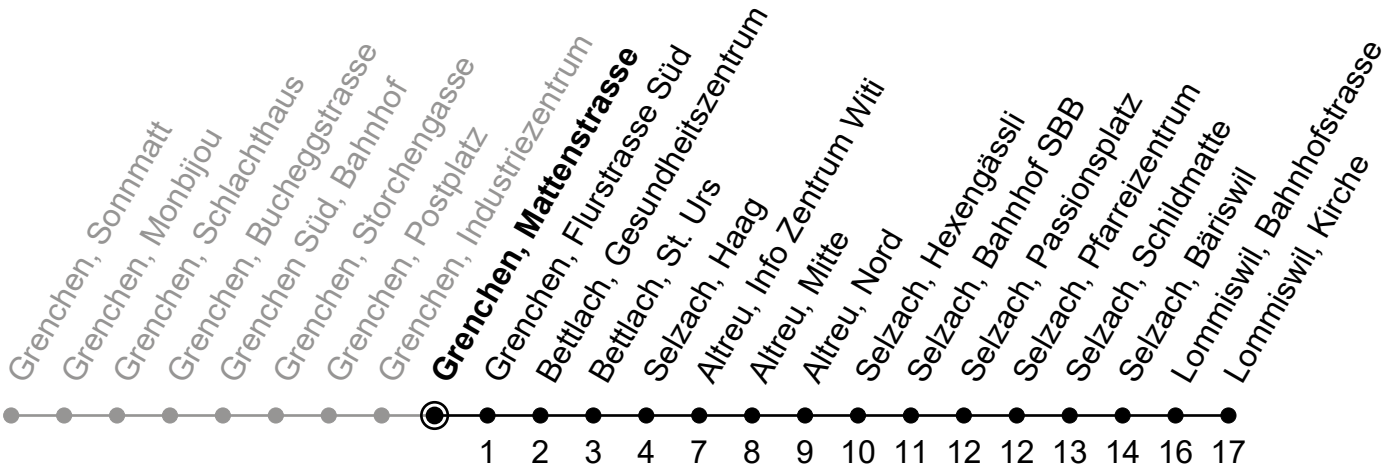 Grenchen, Sonnmatt
Grenchen, Monbijou
Grenchen, Schlachthaus
Grenchen, Bucheggstrasse
Grenchen Süd, Bahnhof
Grenchen, Storchengasse
Grenchen, Postplatz
Grenchen, Industriezentrum
Grenchen, Mattenstrasse
Grenchen, Flurstrasse Süd
Bettlach, Gesundheitszentrum
Bettlach, St. Urs
Selzach, Haag
Altreu, Info Zentrum Witi
Altreu, Mitte
Altreu, Nord
Selzach, Hexengässli
Selzach, Bahnhof SBB
Selzach, Passionsplatz
Selzach, Pfarreizentrum
Selzach, Schildmatte
Selzach, Bäriswil
Lommiswil, Bahnhofstrasse
Lommiswil, Kirche
1 2 3 4 7 8 9 10 11 12 12 13 14 16 17